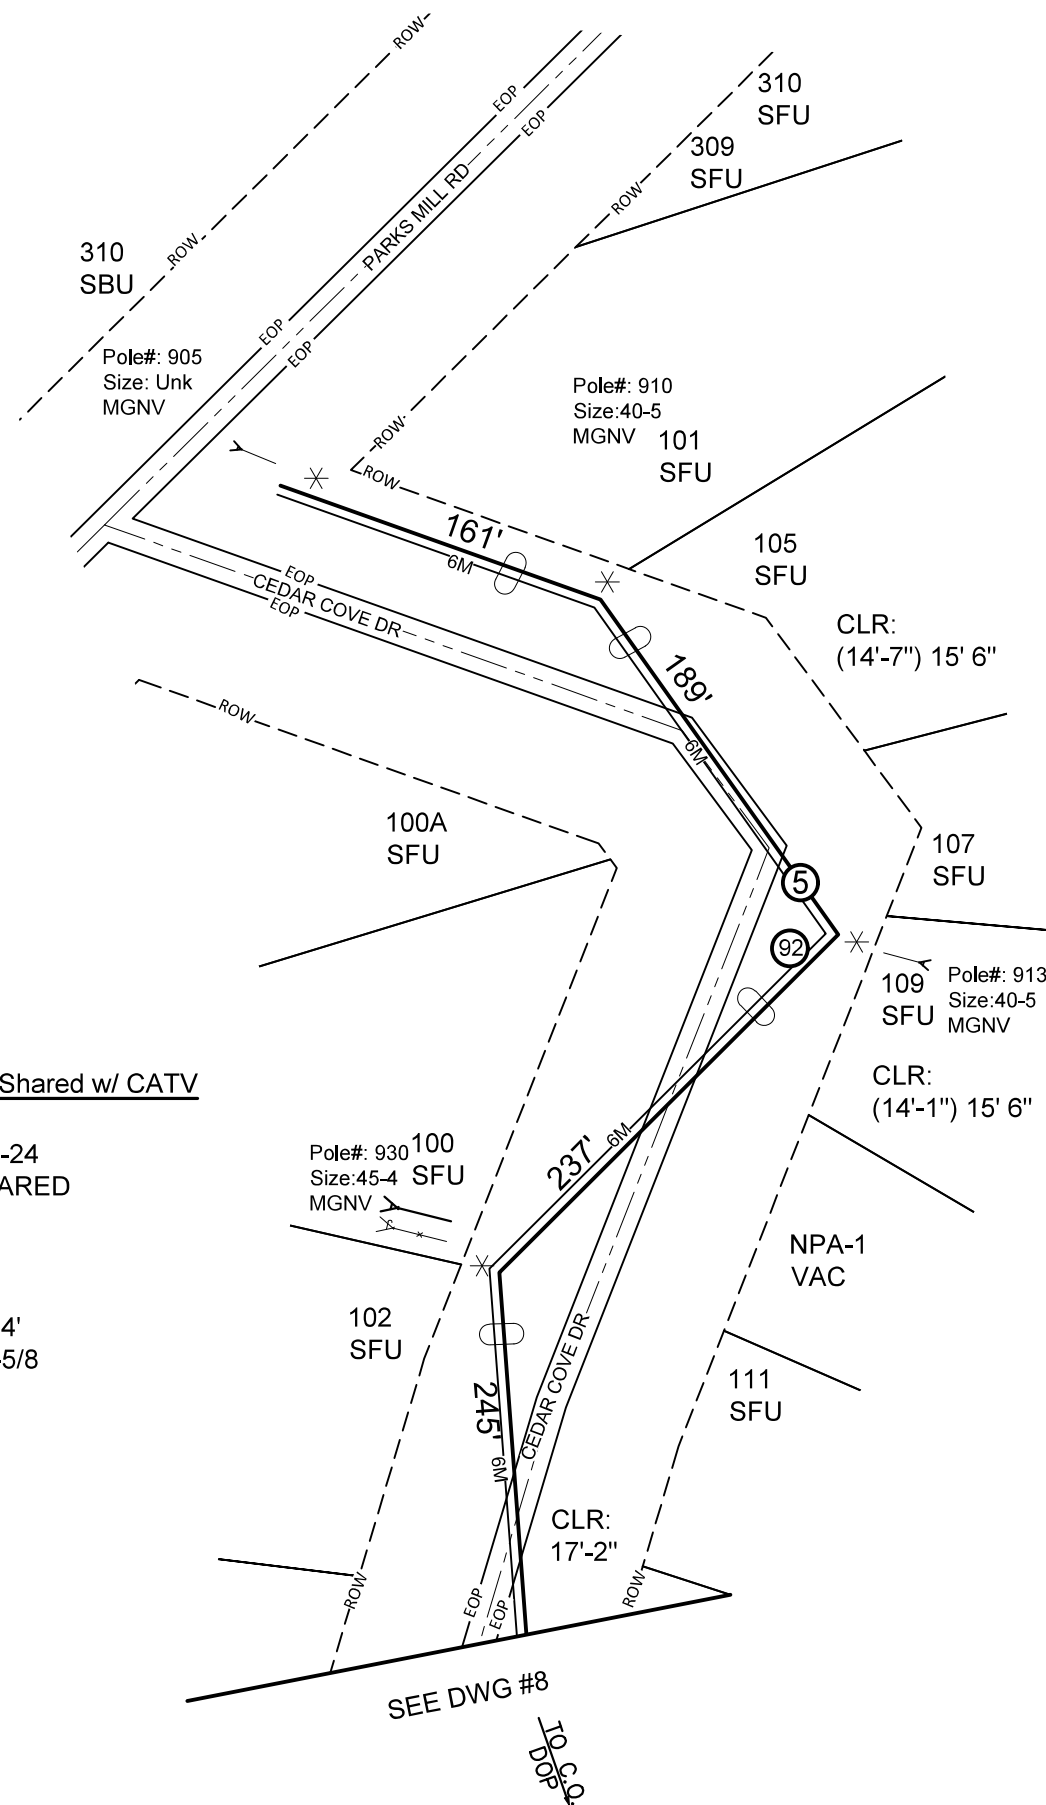 ROW
310
SFU
EOP
EOP
309
SFU
PARKS MILL RD
ROW
310
SBU
ROW
EOP
EOP
Pole#: 905
Size: Unk
MGNV
Pole#: 910
Size:40-5
MGNV
101
SFU
ROW
ROW
161'
6M
105
SFU
EOP
CEDAR COVE DR
EOP
CLR:
(14'-7") 15' 6"
189'
6M
ROW
100A
SFU
107
SFU
5
92
109
SFU
Pole#: 913
Size:40-5
MGNV
CLR:
(14'-1") 15' 6"
Shared w/ CATV
-24
ARED
Pole#: 930
Size:45-4
MGNV
100
SFU
237'
6M
NPA-1
VAC
102
SFU
4'
-5/8
111
SFU
245'
6M
CEDAR COVE DR
CLR:
17'-2"
ROW
EOP
EOP
ROW
SEE DWG #8
TO C.O.
DOP